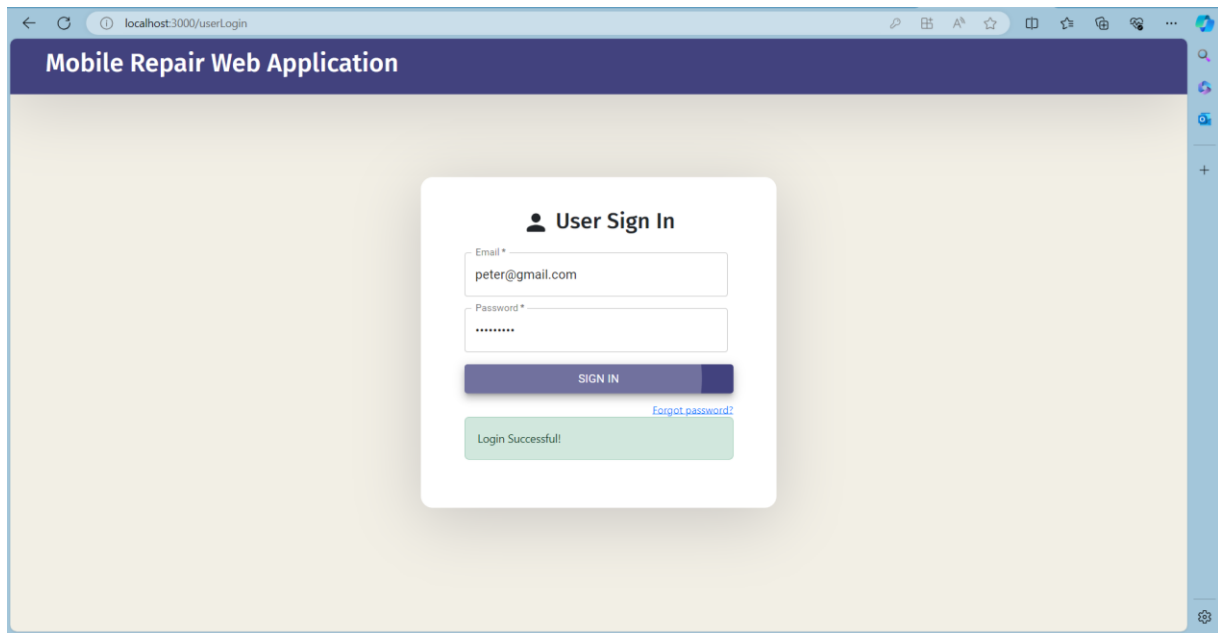 localhost:3000/userLogin
Mobile Repair Web Application
User Sign In
Email *
peter@gmail.com
Password *
•••••••••
SIGN IN
Forgot password?
Login Successful!